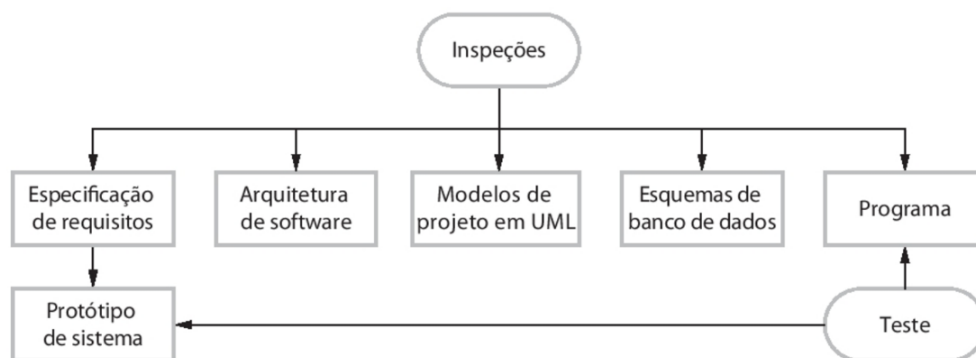 Inspeções
Especificação
de requisitos
Arquitetura
de software
Modelos de
projeto em UML
Esquemas de
banco de dados
Programa
Protótipo
de sistema
Teste